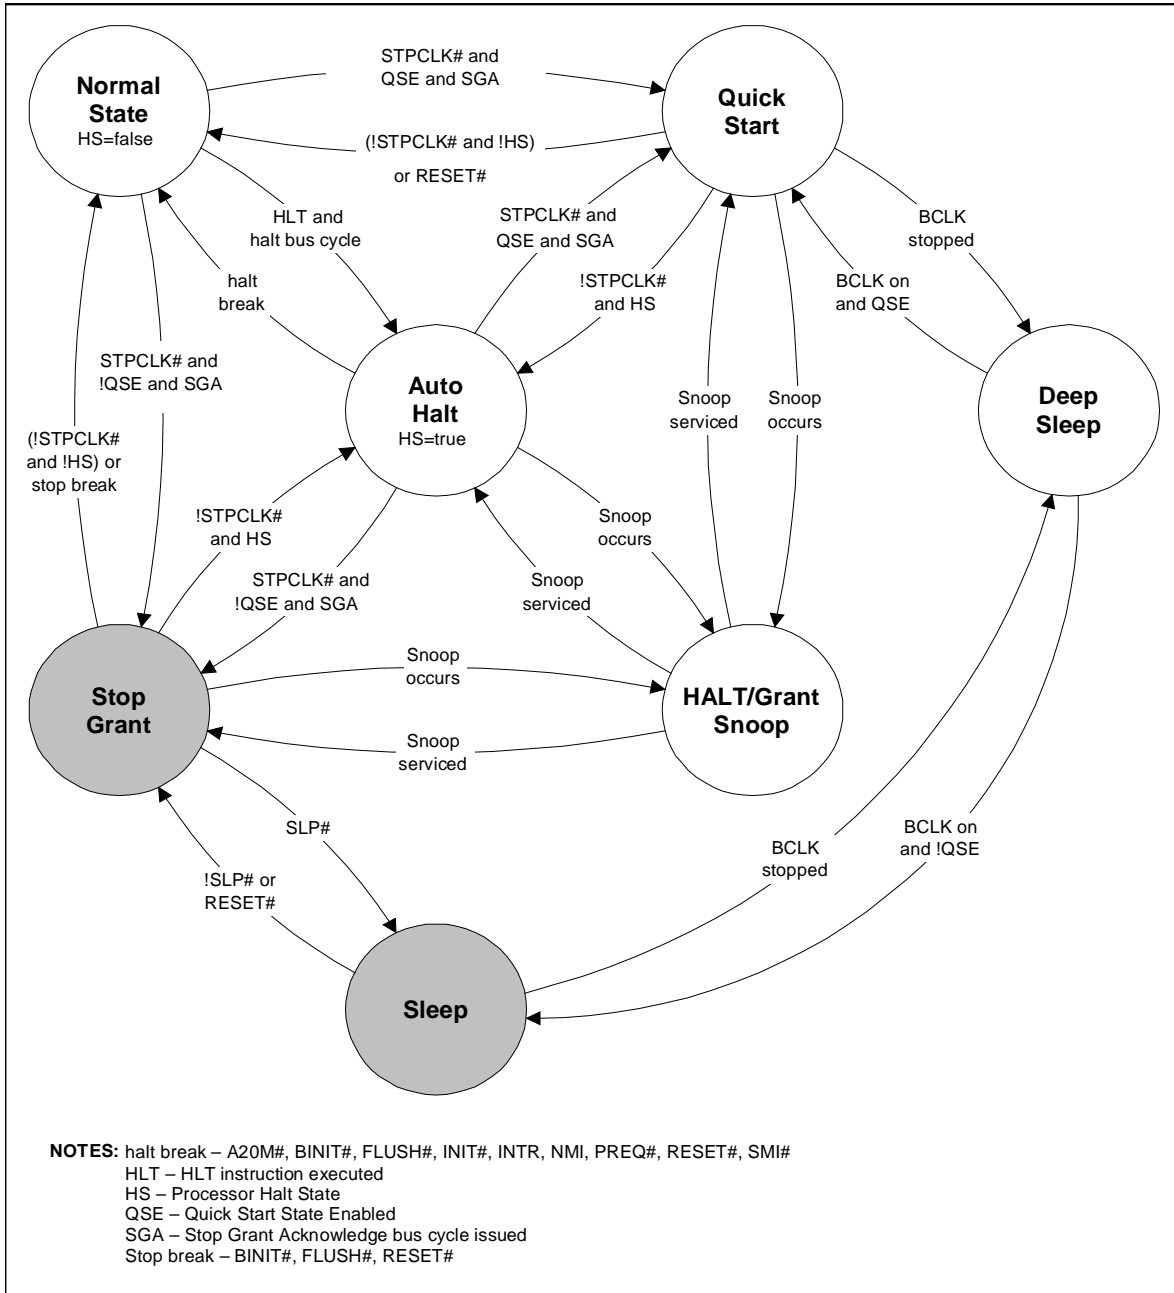 Normal
State
HS=false
STPCLK# and
QSE and SGA
Quick
Start
(!STPCLK# and !HS)
or RESET#
HLT and
halt bus cycle
STPCLK# and
QSE and SGA
BCLK
stopped
halt
break
!STPCLK#
and HS
BCLK on
and QSE
STPCLK# and
!QSE and SGA
Auto
Halt
HS=true
Snoop
serviced
Snoop
occurs
Deep
Sleep
(!STPCLK#
and !HS) or
stop break
!STPCLK#
and HS
Snoop
occurs
STPCLK# and
!QSE and SGA
Snoop
serviced
Stop
Grant
Snoop
occurs
HALT/Grant
Snoop
Snoop
serviced
SLP#
BCLK
stopped
BCLK on
and !QSE
!SLP# or
RESET#
Sleep
NOTES: halt break – A20M#, BINIT#, FLUSH#, INIT#, INTR, NMI, PREQ#, RESET#, SMI#
HLT – HLT instruction executed
HS – Processor Halt State
QSE – Quick Start State Enabled
SGA – Stop Grant Acknowledge bus cycle issued
Stop break – BINIT#, FLUSH#, RESET#